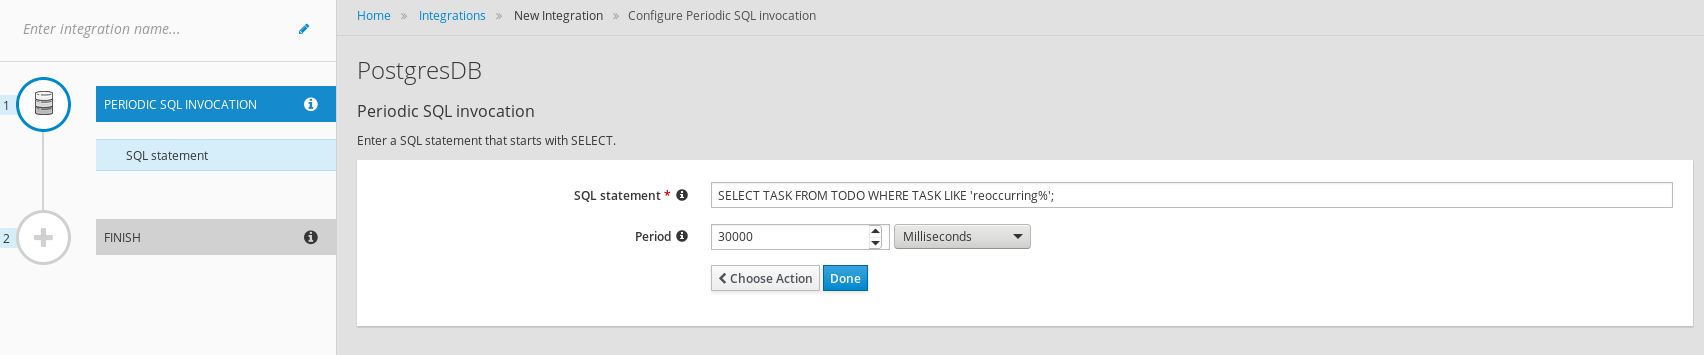 Enter integration name...
Home » Integrations » New Integration » Configure Periodic SQL invocation
PostgresDB
1
PERIODIC SQL INVOCATION
SQL statement
2
FINISH
Periodic SQL invocation
Enter a SQL statement that starts with SELECT.
SQL statement * SELECT TASK FROM TODO WHERE TASK LIKE 'reoccurring%';
Period 30000 Milliseconds
Choose Action Done